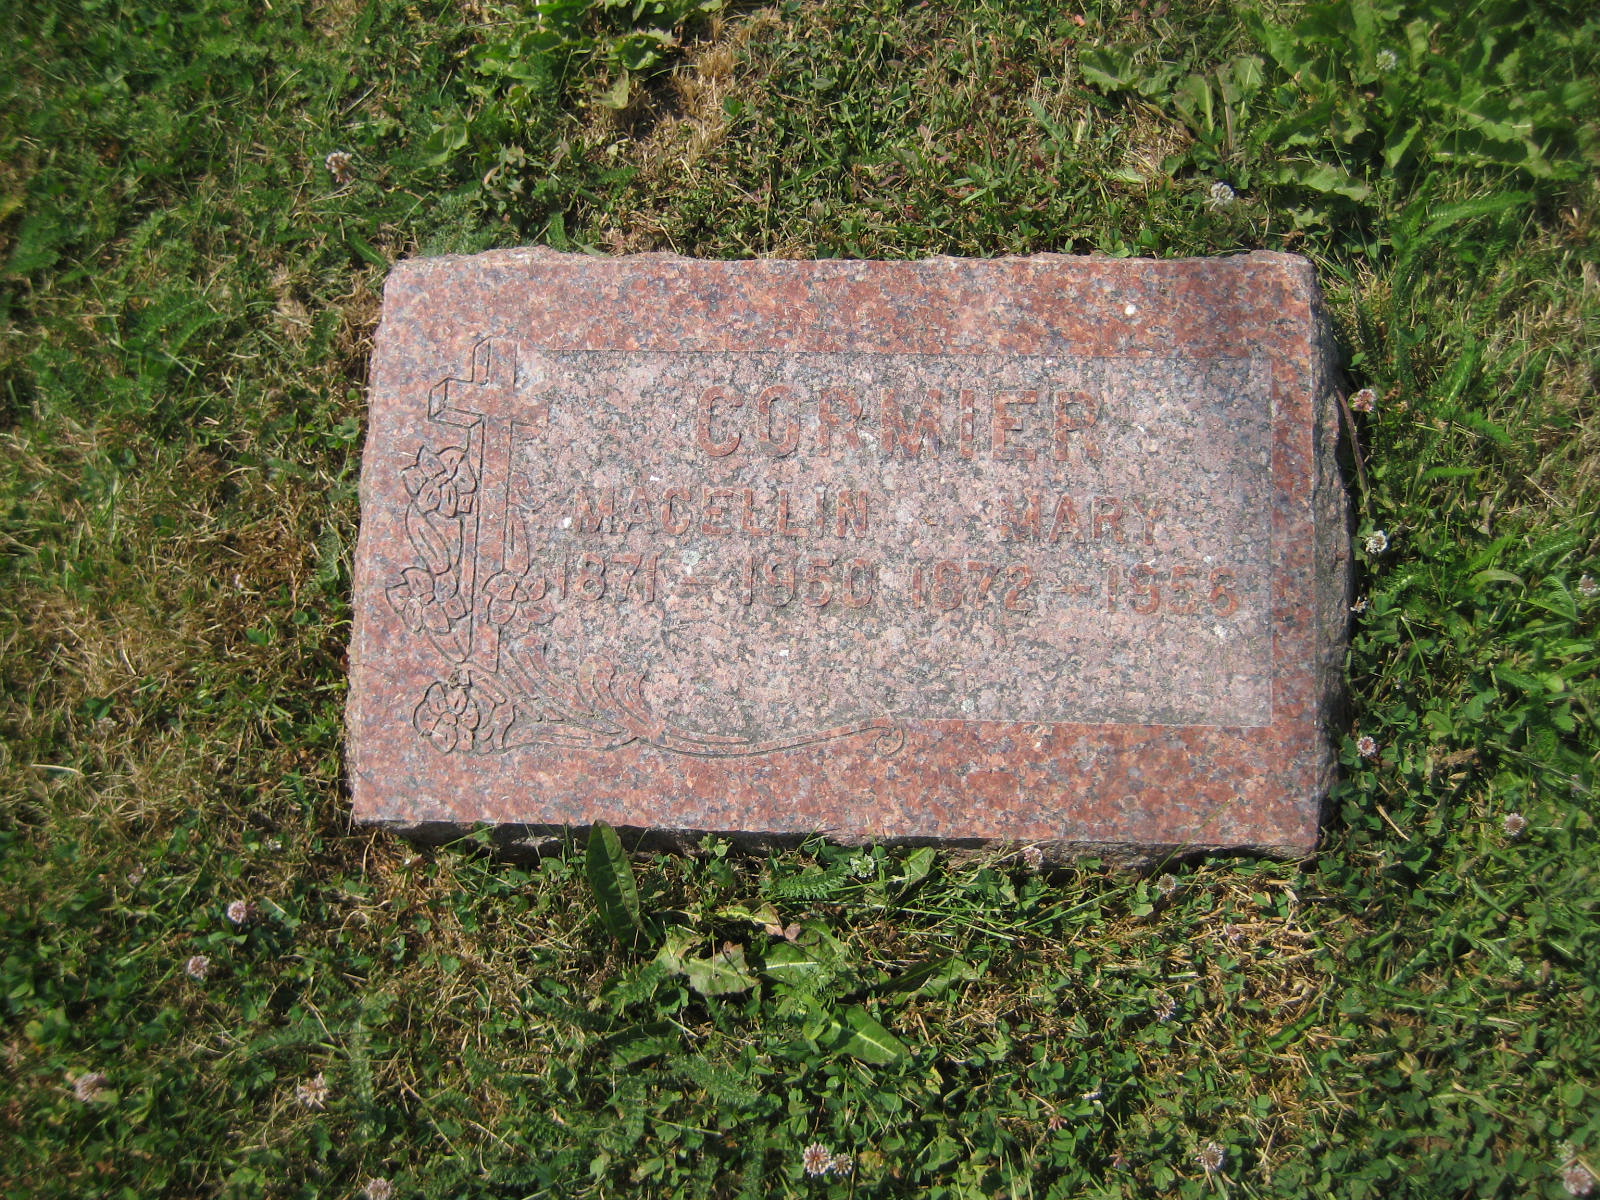 CORMIER
MACELLIN MARY
1871 - 1950 1872 - 1956